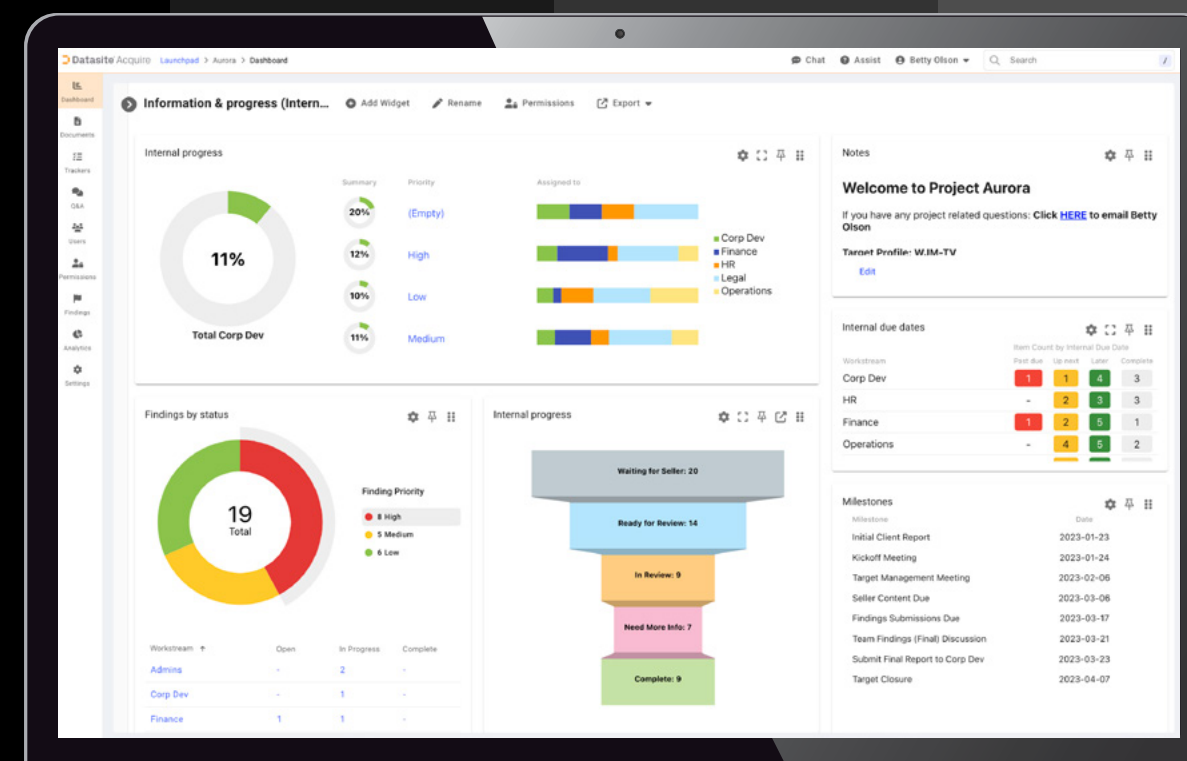 Datasite Acquire Launchpad > Aurora > Dashboard
Chat Assist Betty Olson Search /
Dashboard
Documents
Trackers
Q&A
Users
Permissions
Findings
Analytics
Settings
Information & progress (Intern...
Add Widget Rename Permissions Export
Internal progress
11%
Total Corp Dev
Summary Priority Assigned to
20% (Empty)
12% High
10% Low
11% Medium
Corp Dev
Finance
HR
Legal
Operations
Notes
Welcome to Project Aurora
If you have any project related questions: Click HERE to email Betty
Olson
Target Profile: WJM-TV
Edit
Internal due dates
Item Count by Internal Due Date
Workstream Past due Up next Later Complete
Corp Dev 1 1 4 3
HR - 2 3 3
Finance 1 2 5 1
Operations - 4 5 2
Findings by status
19
Total
Finding Priority
8 High
5 Medium
6 Low
Workstream ↑ Open In Progress Complete
Admins - 2 -
Corp Dev - 1 -
Finance 1 1 -
Internal progress
Waiting for Seller: 20
Ready for Review: 14
In Review: 9
Need More Info: 7
Complete: 9
Milestones
Milestone Date
Initial Client Report 2023-01-23
Kickoff Meeting 2023-01-24
Target Management Meeting 2023-02-06
Seller Content Due 2023-03-06
Findings Submissions Due 2023-03-17
Team Findings (Final) Discussion 2023-03-21
Submit Final Report to Corp Dev 2023-03-23
Target Closure 2023-04-07